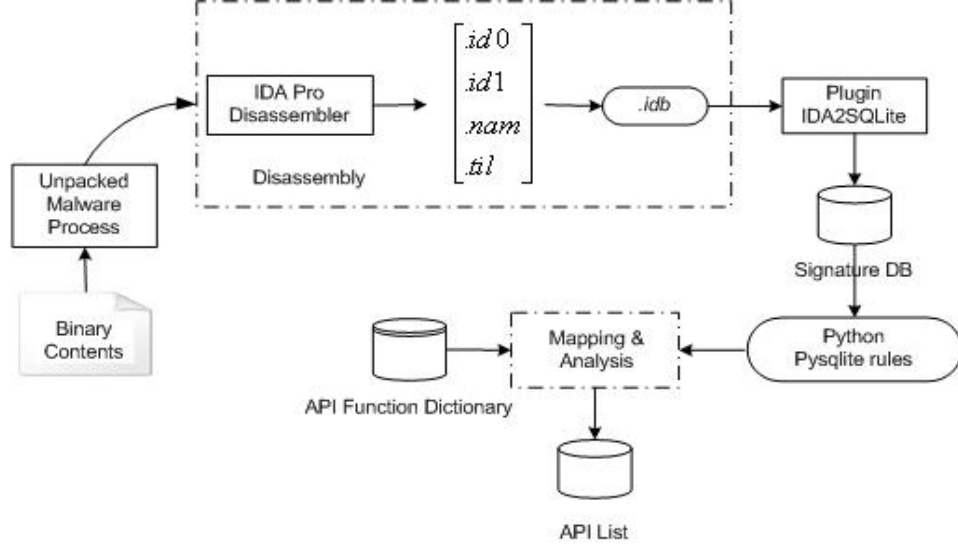 IDA Pro
Disassembler
.id0
.id1
.nam
.til
.idb
Plugin
IDA2SQLite
Disassembly
Unpacked
Malware
Process
Signature DB
Binary
Contents
Mapping &
Analysis
Python
Pysqlite rules
API Function Dictionary
API List